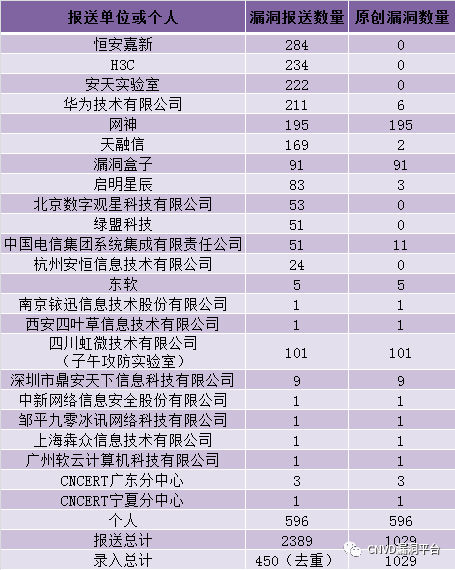 报送单位或个人 漏洞报送数量 原创漏洞数量
恒安嘉新 284 0
H3C 234 0
安天实验室 222 0
华为技术有限公司 211 6
网神 195 195
天融信 169 2
漏洞盒子 91 91
启明星辰 83 3
北京数字观星科技有限公司 53 0
绿盟科技 51 0
中国电信集团系统集成有限责任公司 51 11
杭州安恒信息技术有限公司 24 0
东软 5 5
南京铱迅信息技术股份有限公司 1 1
西安四叶草信息技术有限公司 1 1
四川虹微技术有限公司
（子午攻防实验室） 101 101
深圳市鼎安天下信息科技有限公司 9 9
中新网络信息安全股份有限公司 1 1
邹平九零冰讯网络科技有限公司 1 1
上海犇众信息技术有限公司 1 1
广州软云计算机科技有限公司 1 1
CNCERT广东分中心 3 3
CNCERT宁夏分中心 1 1
个人 596 596
报送总计 2389 1029
录入总计 450（去重） 1029
CNVD漏洞平台